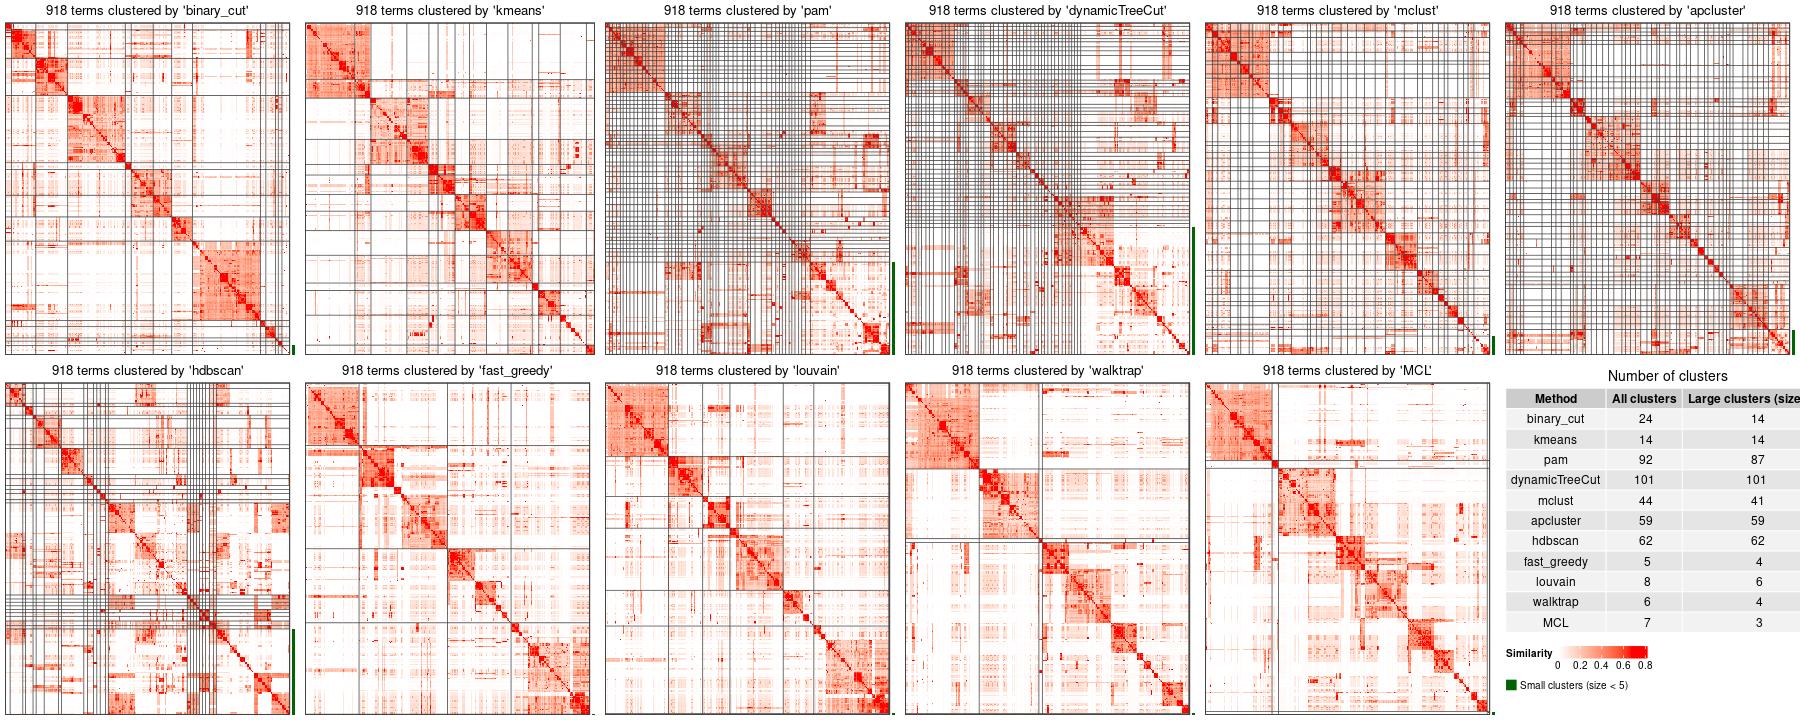 918 terms clustered by 'binary_cut'
918 terms clustered by 'kmeans'
918 terms clustered by 'pam'
918 terms clustered by 'dynamicTreeCut'
918 terms clustered by 'mclust'
918 terms clustered by 'apcluster'
918 terms clustered by 'hdbscan'
918 terms clustered by 'fast_greedy'
918 terms clustered by 'louvain'
918 terms clustered by 'walktrap'
918 terms clustered by 'MCL'
Number of clusters
Method All clusters Large clusters (size
binary_cut 24 14
kmeans 14 14
pam 92 87
dynamicTreeCut 101 101
mclust 44 41
apcluster 59 59
hdbscan 62 62
fast_greedy 5 4
louvain 8 6
walktrap 6 4
MCL 7 3
Similarity
0 0.2 0.4 0.6 0.8
Small clusters (size < 5)